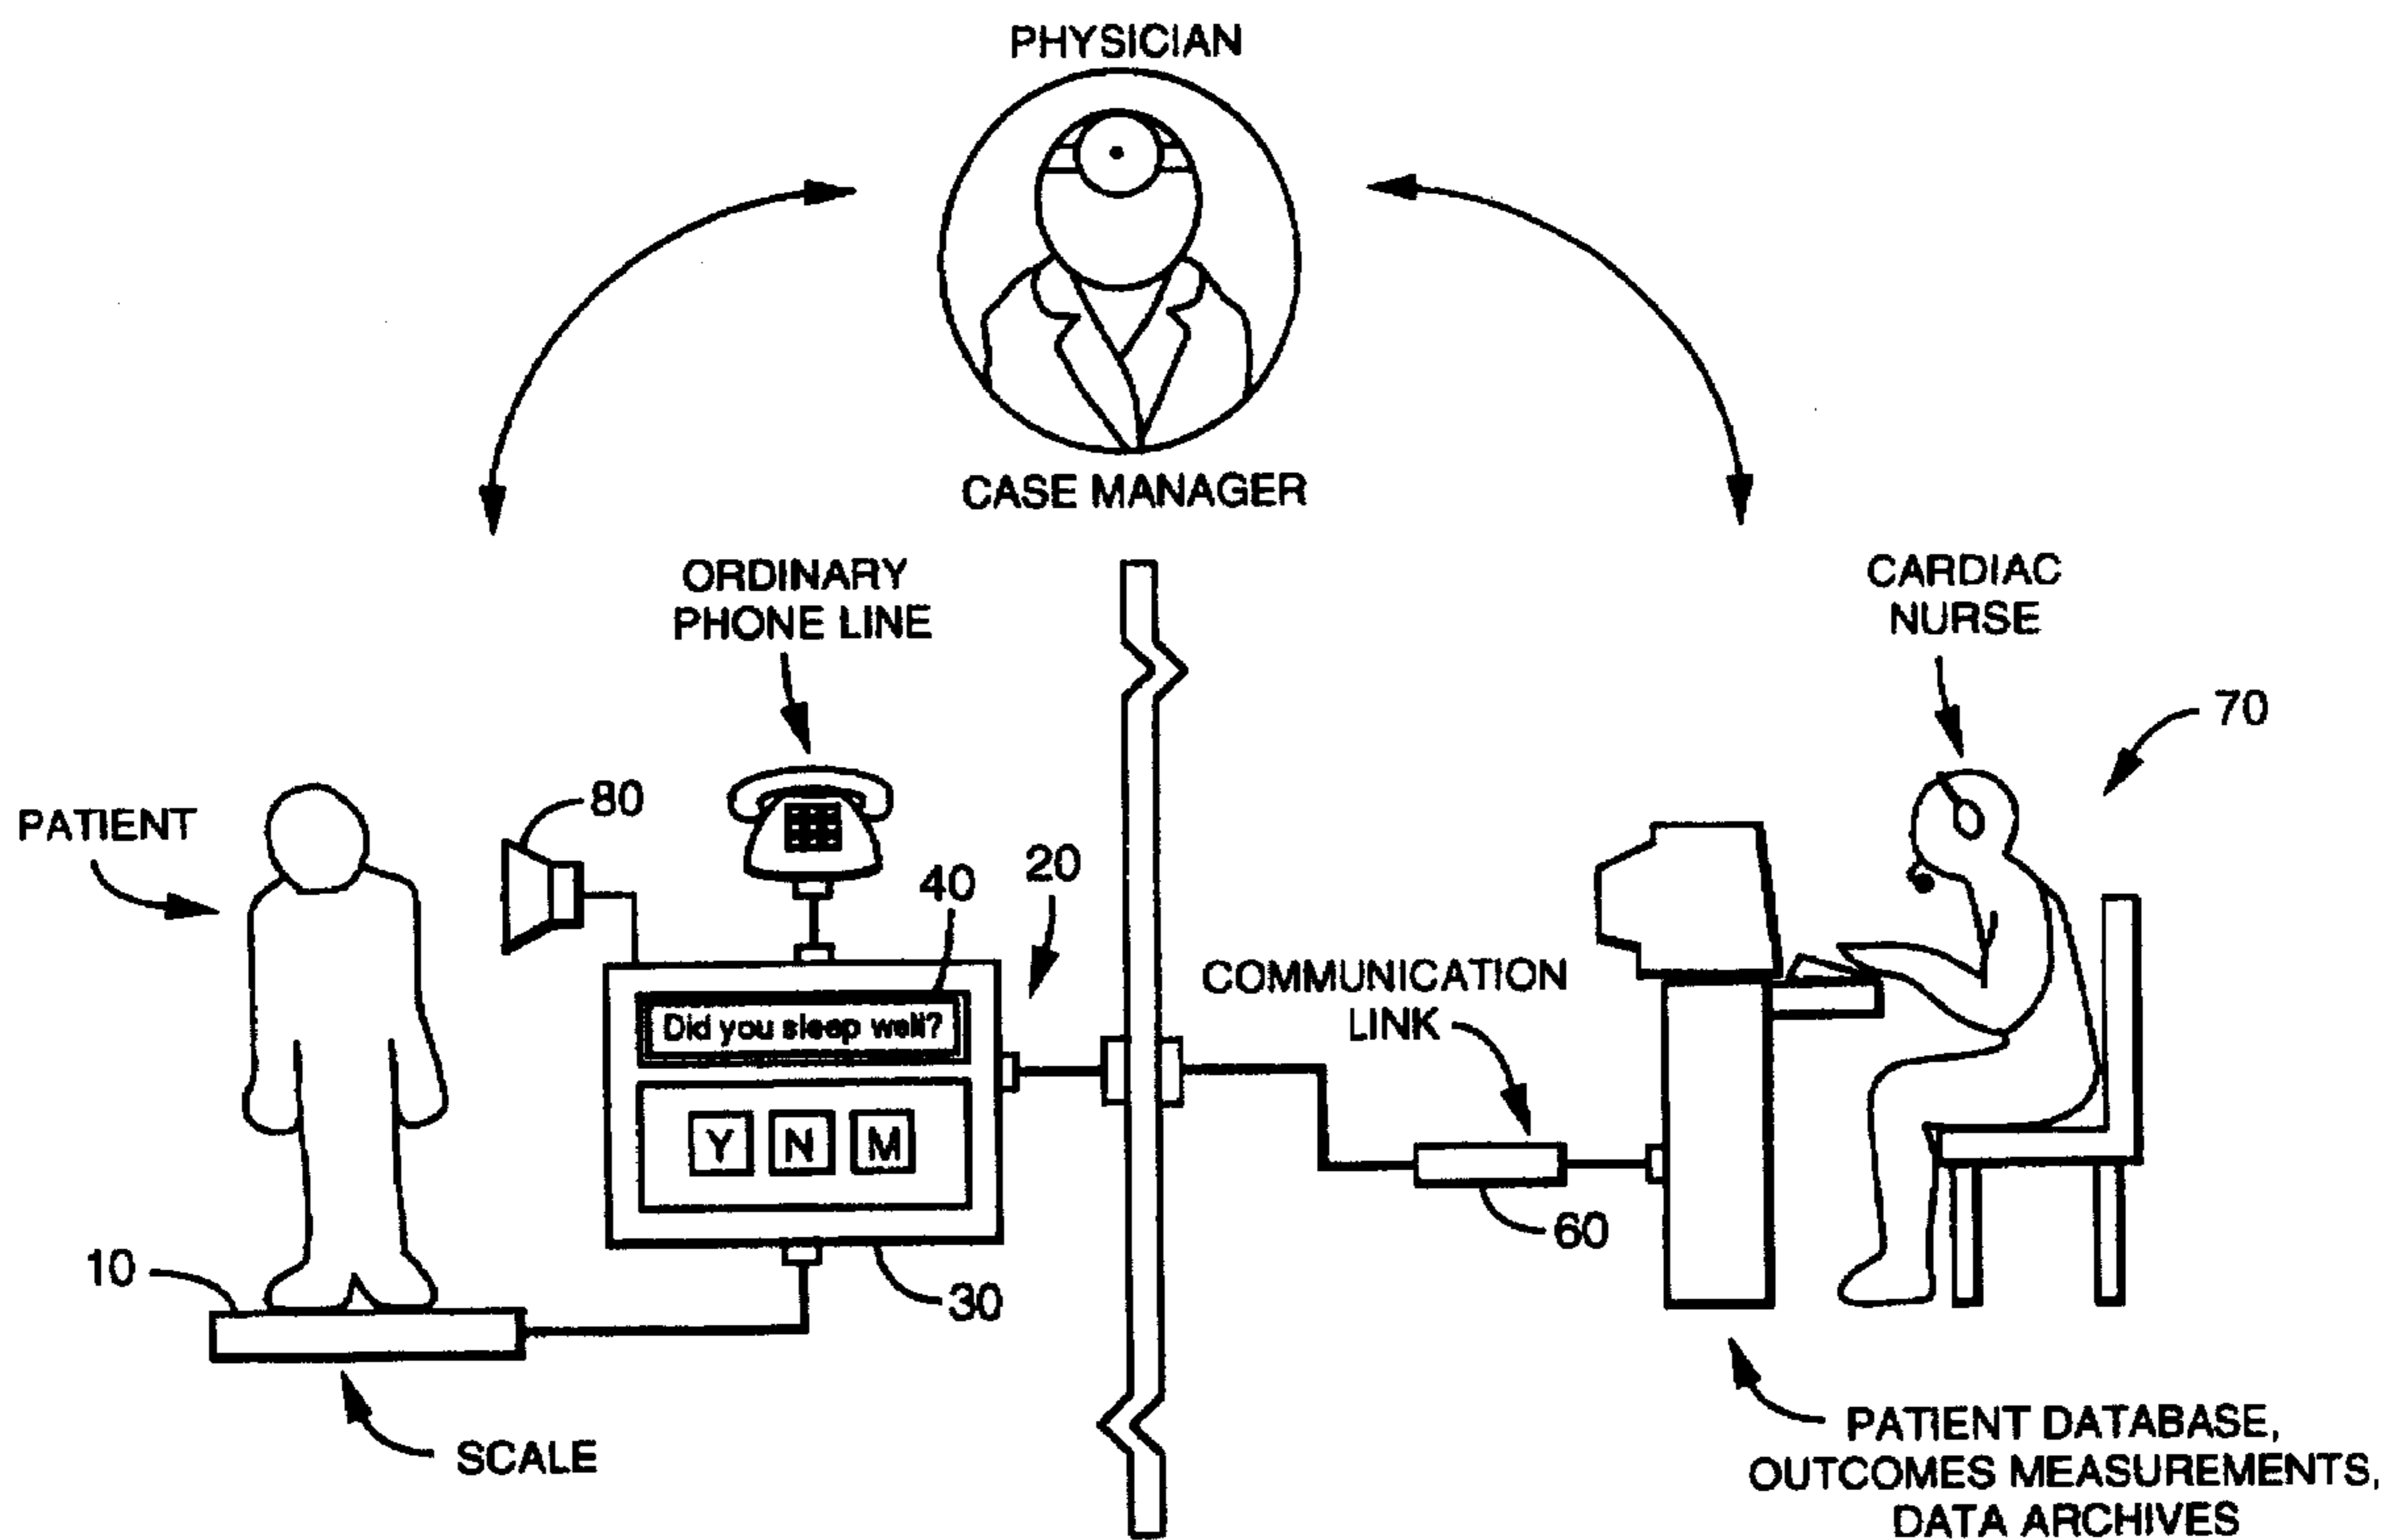 PHYSICIAN
CASE MANAGER
ORDINARY
PHONE LINE
CARDIAC
NURSE
70
PATIENT
80
40
20
Did you sleep well?
COMMUNICATION
LINK
Y N M
60
10
30
SCALE
PATIENT DATABASE,
OUTCOMES MEASUREMENTS,
DATA ARCHIVES